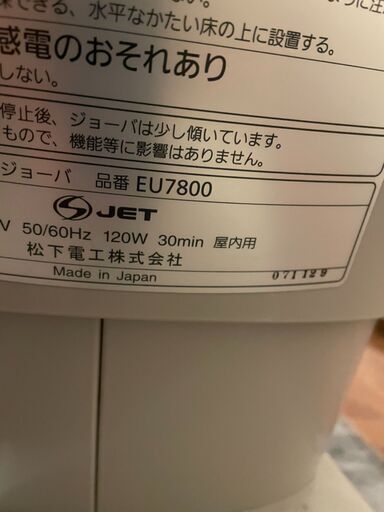 できる、水平なかたい床の上に設置する。
感電のおそれあり
しない。
停止後、ジョーバは少し傾いています。
もので、機能等に影響はありません。
ジョーバ 品番 EU7800
S JET
V 50/60Hz 120W 30min 屋内用
松下電工株式会社
Made in Japan
071129